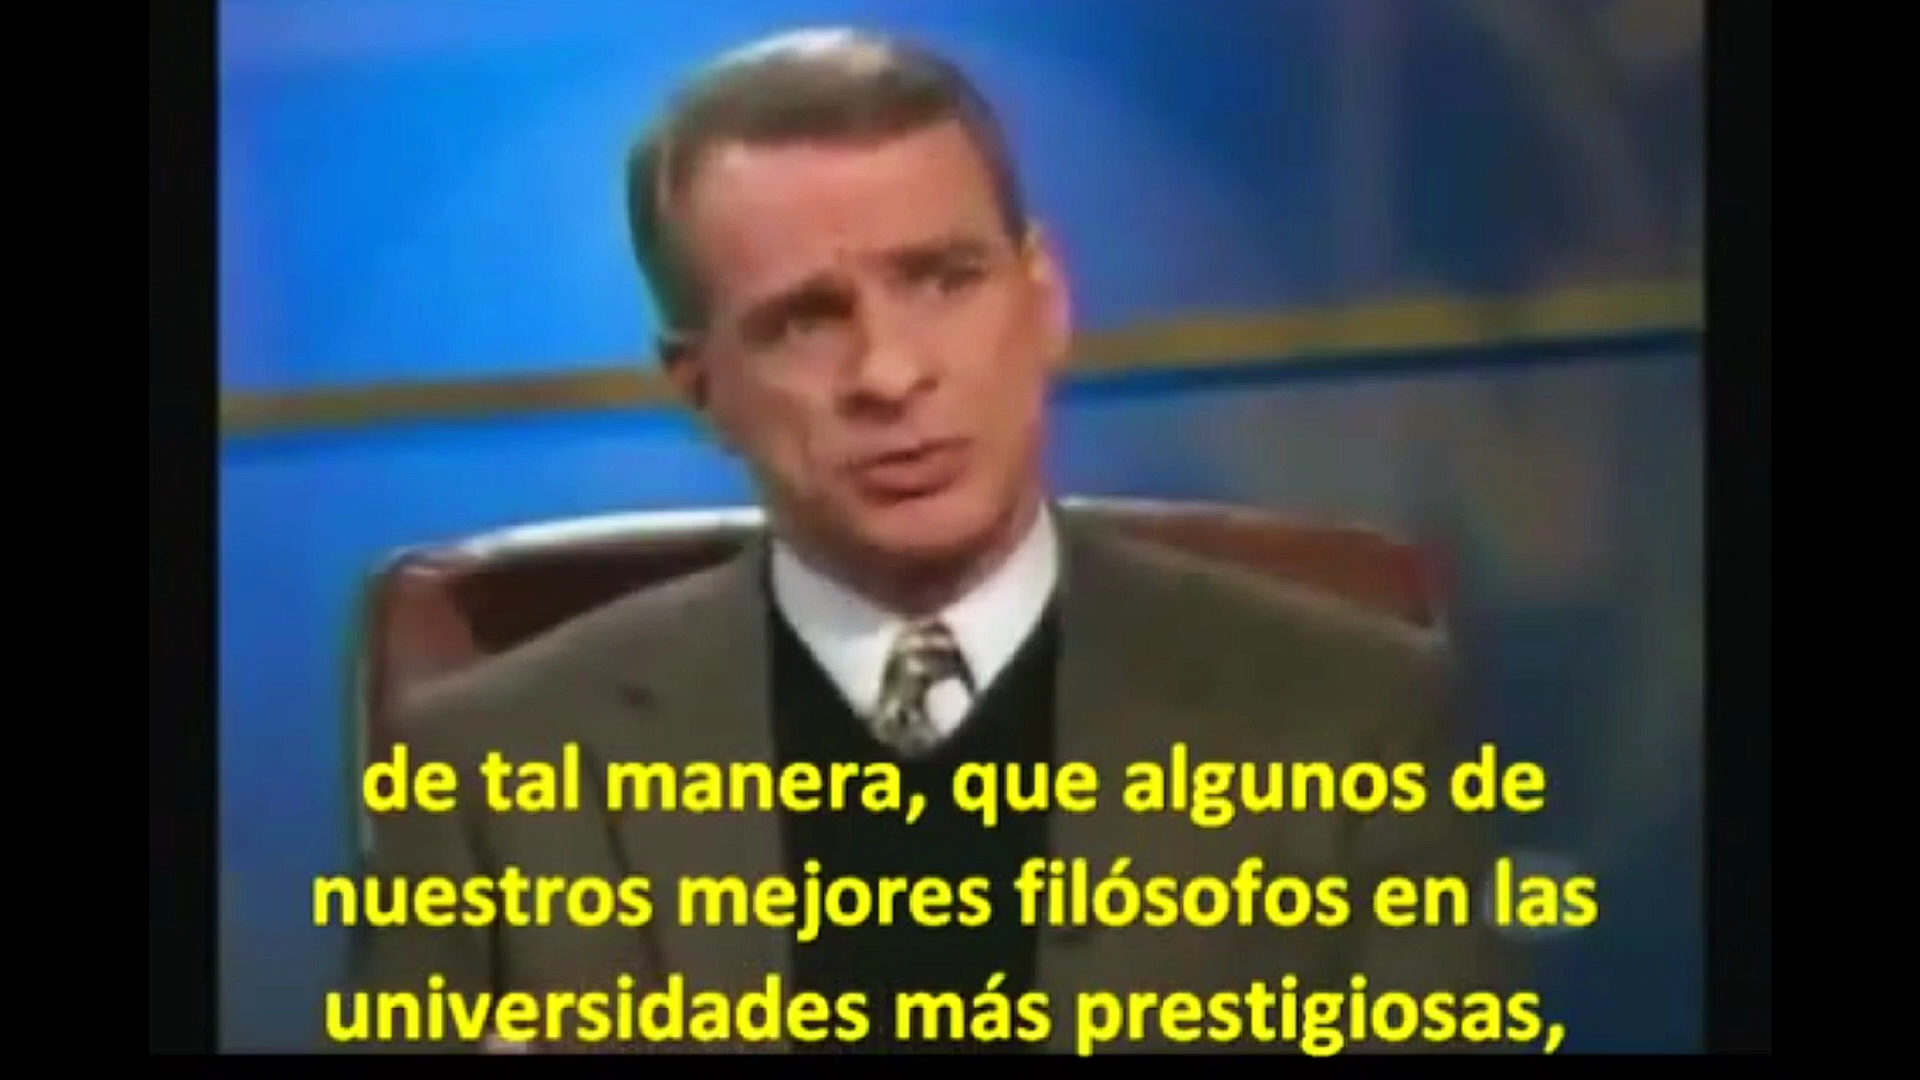 de tal manera, que algunos de
nuestros mejores filósofos en las
universidades más prestigiosas,